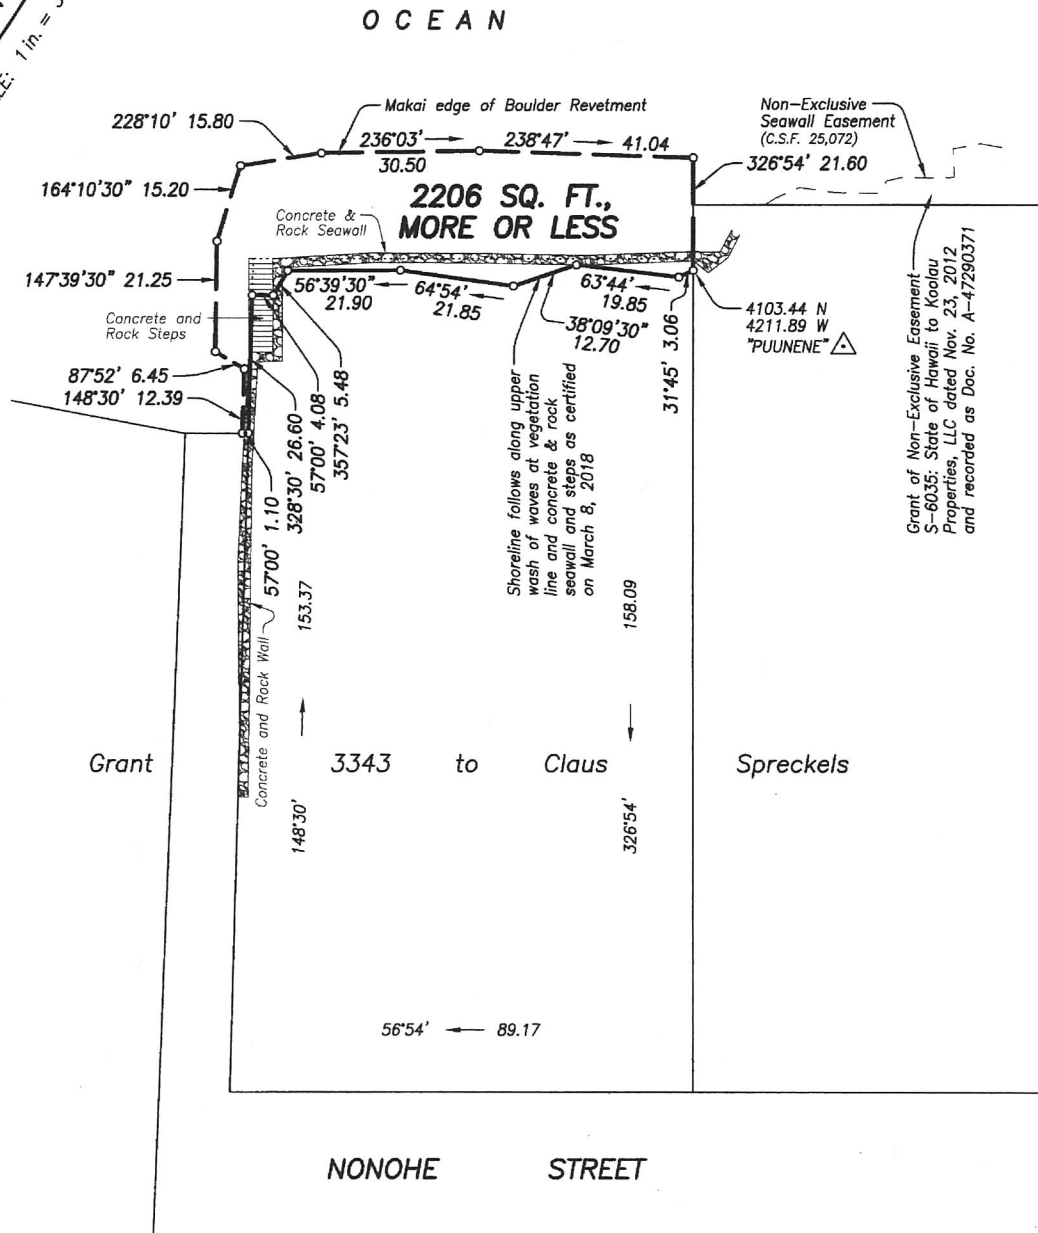 OCEAN
1 in. =
Makai edge of Boulder Revetment
228°10' 15.80
236°03'
30.50
238°47' 41.04
Non-Exclusive
Seawall Easement
(C.S.F. 25,072)
326°54' 21.60
164°10'30" 15.20
2206 SQ. FT.,
MORE OR LESS
Concrete &
Rock Seawall
147°39'30" 21.25
56°39'30"
21.90
64°54'
21.85
63°44'
19.85
38°09'30"
12.70
31°45' 3.06
4103.44 N
4211.89 W
"PUUNENE"
Concrete and
Rock Steps
87°52' 6.45
148°30' 12.39
57°00' 1.10
328°30' 26.60
57°00' 4.08
357°23' 5.48
Shoreline follows along upper
wash of waves at vegetation
line and concrete & rock
seawall and steps as certified
on March 8, 2018
Grant of Non-Exclusive Easement
S-6035: State of Hawaii to Koolau
Properties, LLC dated Nov. 23, 2012
and recorded as Doc. No. A-47290371
153.37
158.09
Concrete and Rock Wall
Grant 3343 to Claus Spreckels
148°30'
326°54'
56°54' 89.17
NONOHE STREET